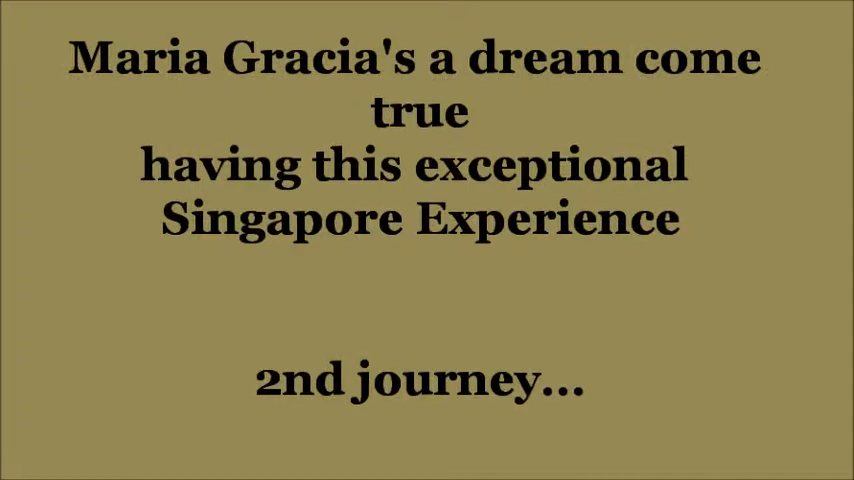 Maria Gracia's a dream come
true
having this exceptional
Singapore Experience
2nd journey...